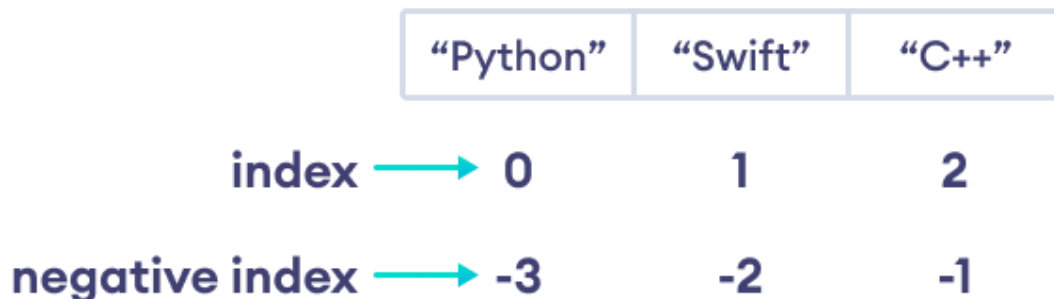 “Python” “Swift” “C++”
index 0 1 2
negative index -3 -2 -1